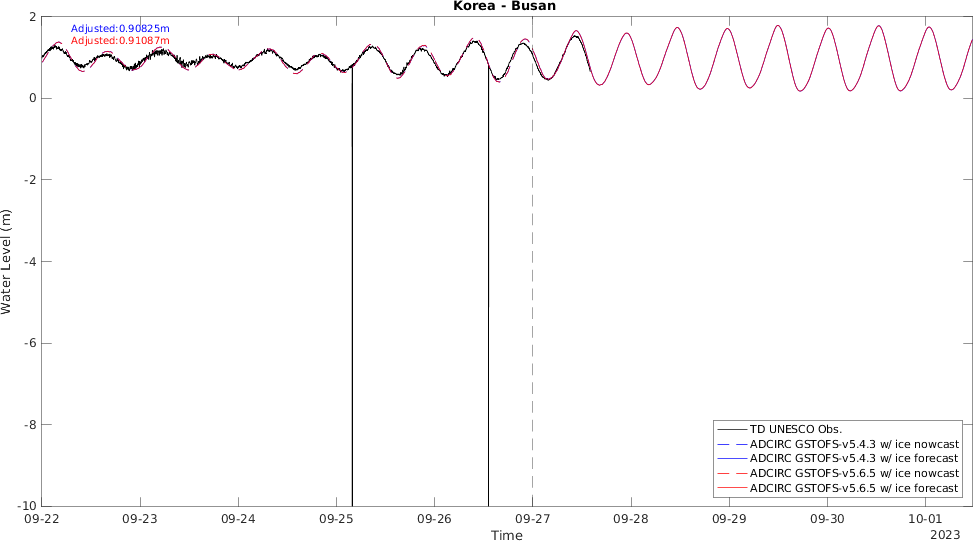 Korea - Busan
Adjusted:0.90825m
Adjusted:0.91087m
2
0
-2
-4
-6
-8
-10
Water Level (m)
TD UNESCO Obs.
ADCIRC GSTOFS-v5.4.3 w/ ice nowcast
ADCIRC GSTOFS-v5.4.3 w/ ice forecast
ADCIRC GSTOFS-v5.6.5 w/ ice nowcast
ADCIRC GSTOFS-v5.6.5 w/ ice forecast
09-22 09-23 09-24 09-25 09-26 09-27 09-28 09-29 09-30 10-01
Time
2023